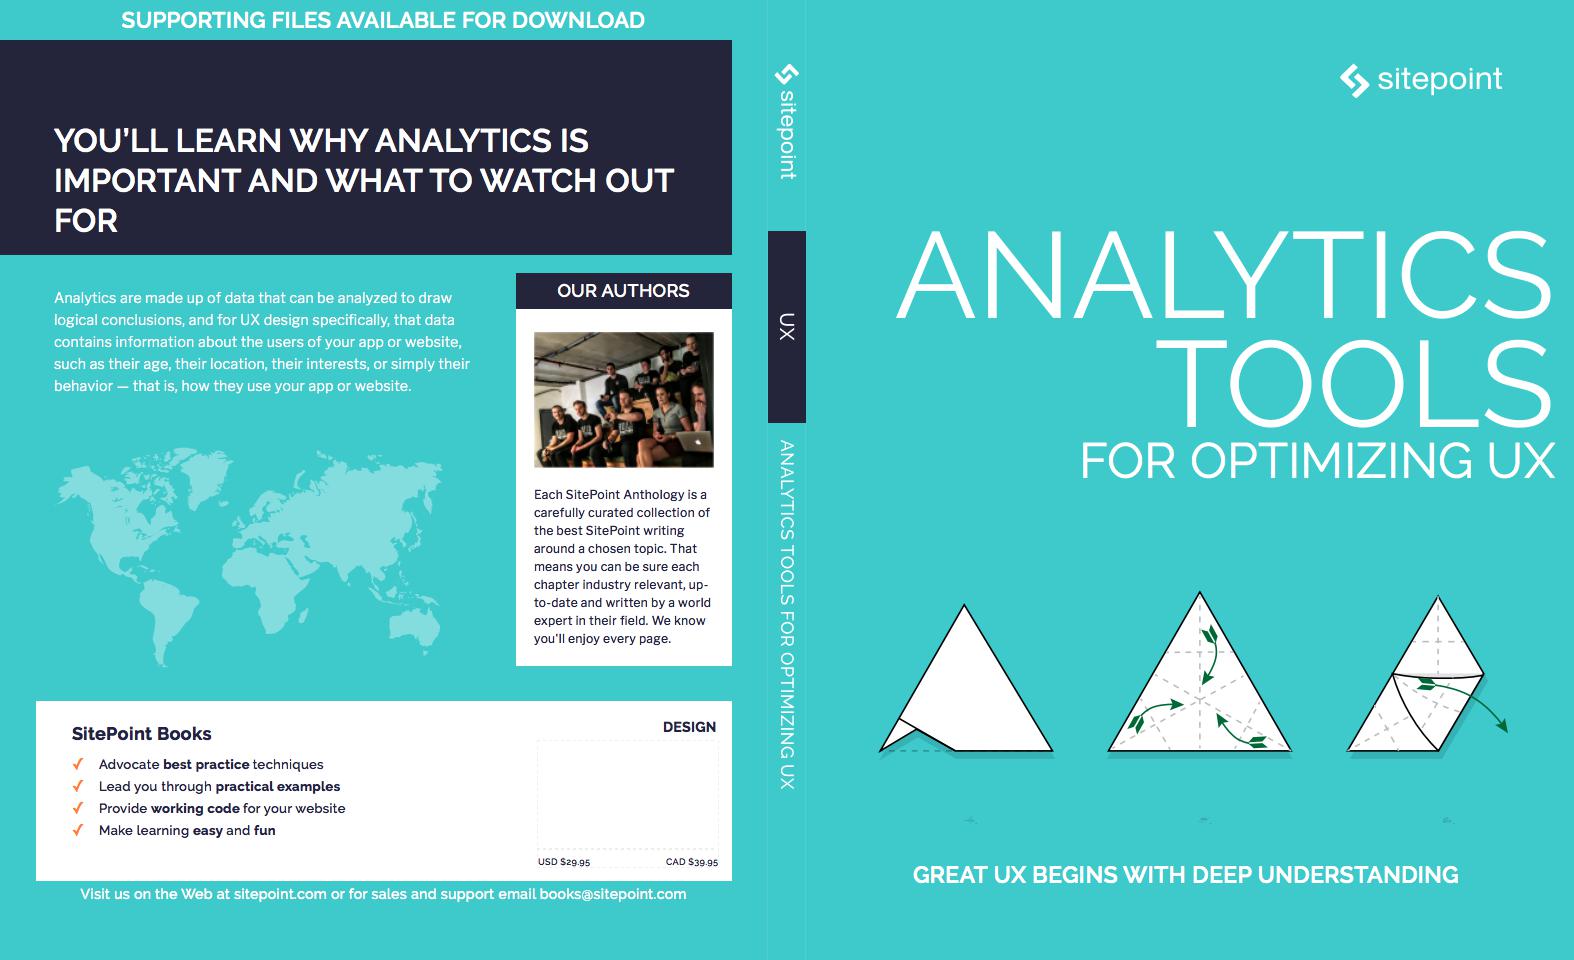 SUPPORTING FILES AVAILABLE FOR DOWNLOAD
YOU’LL LEARN WHY ANALYTICS IS
IMPORTANT AND WHAT TO WATCH OUT
FOR
Analytics are made up of data that can be analyzed to draw
logical conclusions, and for UX design specifically, that data
contains information about the users of your app or website,
such as their age, their location, their interests, or simply their
behavior — that is, how they use your app or website.
OUR AUTHORS
Each SitePoint Anthology is a
carefully curated collection of
the best SitePoint writing
around a chosen topic. That
means you can be sure each
chapter industry relevant, up-
to-date and written by a world
expert in their field. We know
you'll enjoy every page.
SitePoint Books
Advocate best practice techniques
Lead you through practical examples
Provide working code for your website
Make learning easy and fun
DESIGN
USD $29.95 CAD $39.95
Visit us on the Web at sitepoint.com or for sales and support email books@sitepoint.com
sitepoint
UX
ANALYTICS TOOLS FOR OPTIMIZING UX
sitepoint
ANALYTICS
TOOLS
FOR OPTIMIZING UX
GREAT UX BEGINS WITH DEEP UNDERSTANDING